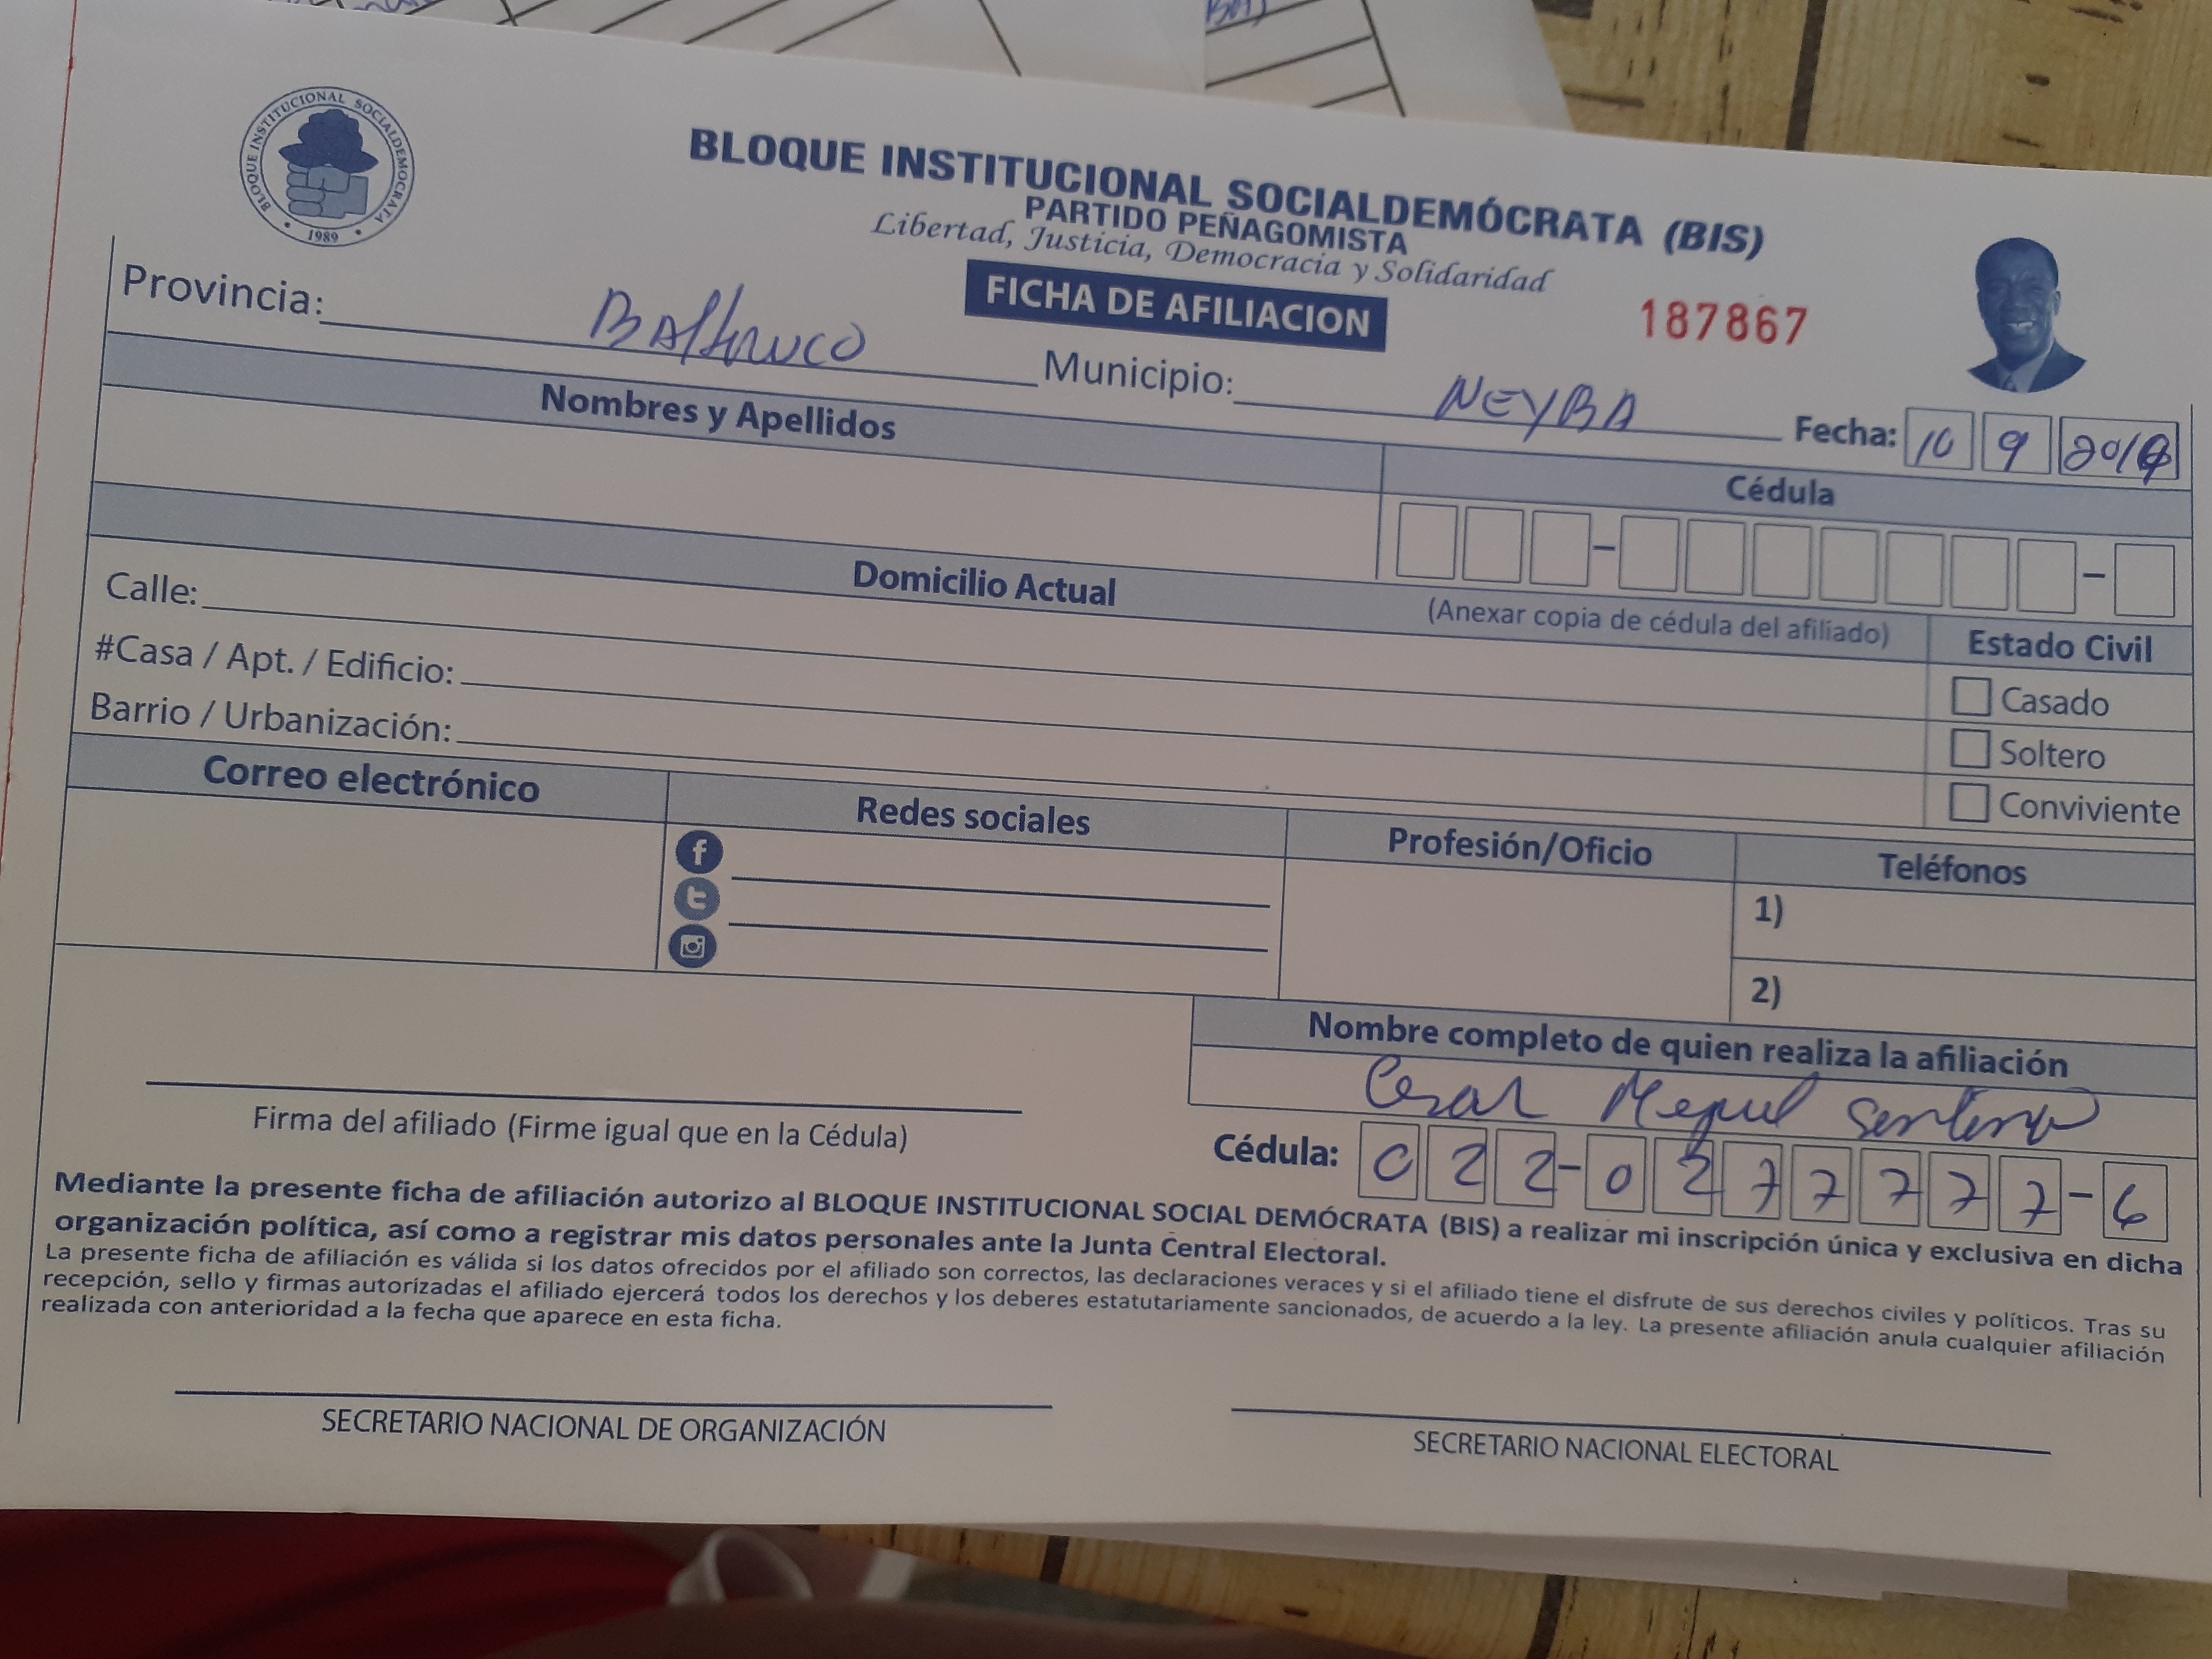 BLOQUE INSTITUCIONAL SOCIALDEMOCRATA
1989
BLOQUE INSTITUCIONAL SOCIALDEMÓCRATA (BIS)
PARTIDO PEÑAGOMISTA
Libertad, Justicia, Democracia y Solidaridad
FICHA DE AFILIACION
187867
Provincia: Municipio: NEYBA Fecha: 10 9
Nombres y Apellidos Cédula
Domicilio Actual (Anexar copia de cédula del afiliado) Estado Civil
Calle:
#Casa / Apt. / Edificio:
Barrio / Urbanización:
Casado
Soltero
Conviviente
Correo electrónico Redes sociales Profesión/Oficio Teléfonos
1)
2)
Nombre completo de quien realiza la afiliación
Cesar
Firma del afiliado (Firme igual que en la Cédula)
Cédula: 022-0277777-6
Mediante la presente ficha de afiliación autorizo al BLOQUE INSTITUCIONAL SOCIAL DEMÓCRATA (BIS) a realizar mi inscripción única y exclusiva en dicha
organización política, así como a registrar mis datos personales ante la Junta Central Electoral.
La presente ficha de afiliación es válida si los datos ofrecidos por el afiliado son correctos, las declaraciones veraces y si el afiliado tiene el disfrute de sus derechos civiles y políticos. Tras su
recepción, sello y firmas autorizadas el afiliado ejercerá todos los derechos y los deberes estatutariamente sancionados, de acuerdo a la ley. La presente afiliación anula cualquier afiliación
realizada con anterioridad a la fecha que aparece en esta ficha.
SECRETARIO NACIONAL DE ORGANIZACIÓN
SECRETARIO NACIONAL ELECTORAL